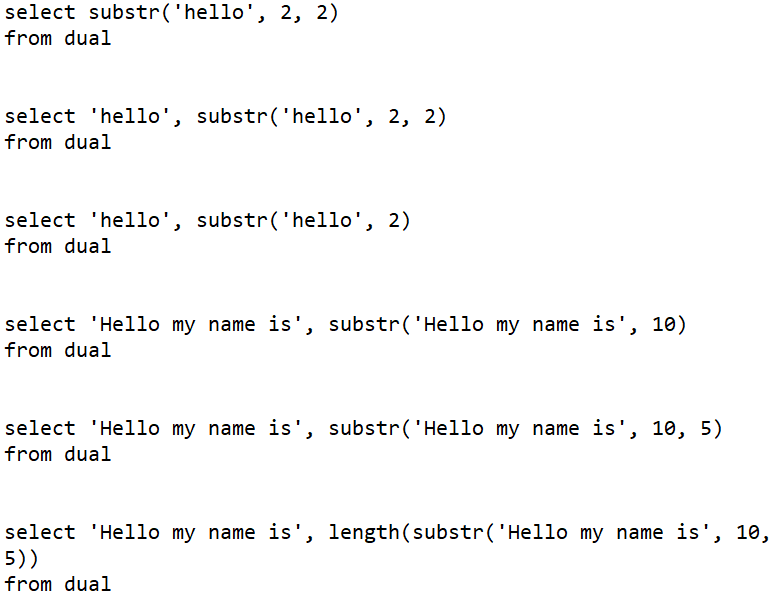 select substr('hello', 2, 2)
from dual
select 'hello', substr('hello', 2, 2)
from dual
select 'hello', substr('hello', 2)
from dual
select 'Hello my name is', substr('Hello my name is', 10)
from dual
select 'Hello my name is', substr('Hello my name is', 10, 5)
from dual
select 'Hello my name is', length(substr('Hello my name is', 10,
5))
from dual